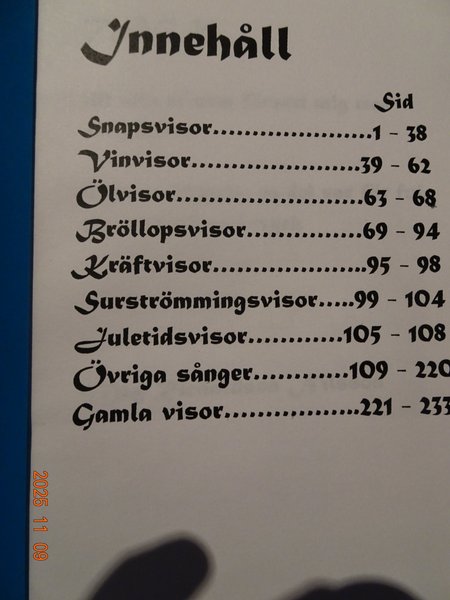 Innehåll
Sid
Snapsvisor....................1 - 38
Vinvisor.....................39 - 62
Ölvisor.......................63 - 68
Bröllopsvisor..............69 - 94
Kräftvisor...................95 - 98
Surströmmingsvisor.....99 - 104
Juletidsvisor............105 - 108
Övriga sånger............109 - 220
Gamla visor.................221 - 233
2025 11 09